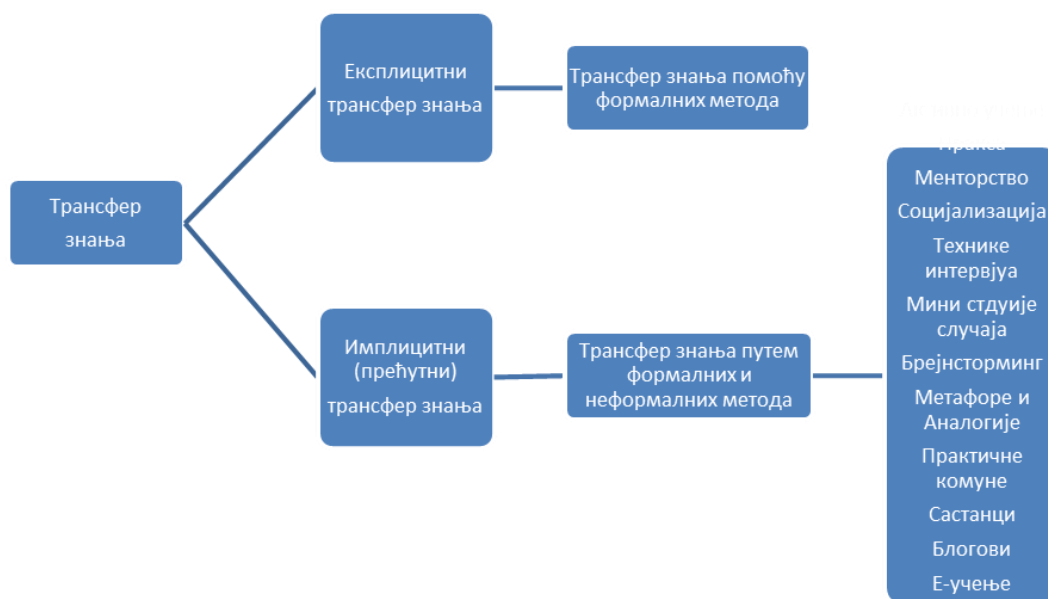 Трансфер
знања
Експлицитни
трансфер знања
Трансфер знања помоћу
формалних метода
Имплицитни
(прећутни)
трансфер знања
Трансфер знања путем
формалних и
неформалних метода
Менторство
Социјализација
Технике
интервјуа
Мини стдуије
случаја
Брејнсторминг
Метафоре и
Аналогије
Практичне
комуне
Састанци
Блогови
Е-учење